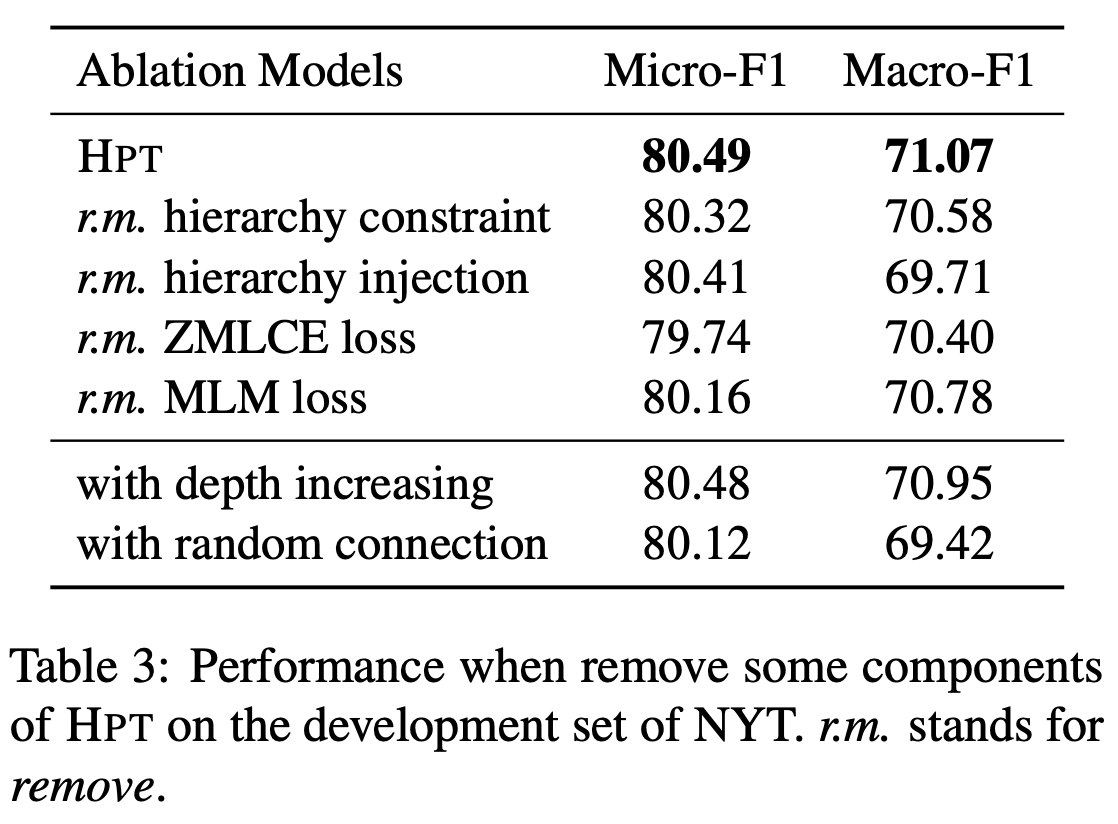 Ablation Models Micro-F1 Macro-F1
HPT 80.49 71.07
r.m. hierarchy constraint 80.32 70.58
r.m. hierarchy injection 80.41 69.71
r.m. ZMLCE loss 79.74 70.40
r.m. MLM loss 80.16 70.78
with depth increasing 80.48 70.95
with random connection 80.12 69.42
Table 3: Performance when remove some components
of HPT on the development set of NYT. r.m. stands for
remove.